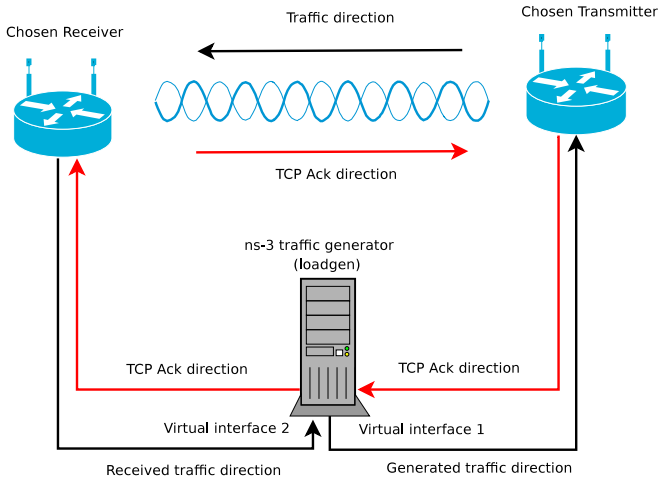 Chosen Receiver
Traffic direction
Chosen Transmitter
TCP Ack direction
ns-3 traffic generator
(loadgen)
TCP Ack direction
TCP Ack direction
Virtual interface 2
Virtual interface 1
Received traffic direction
Generated traffic direction